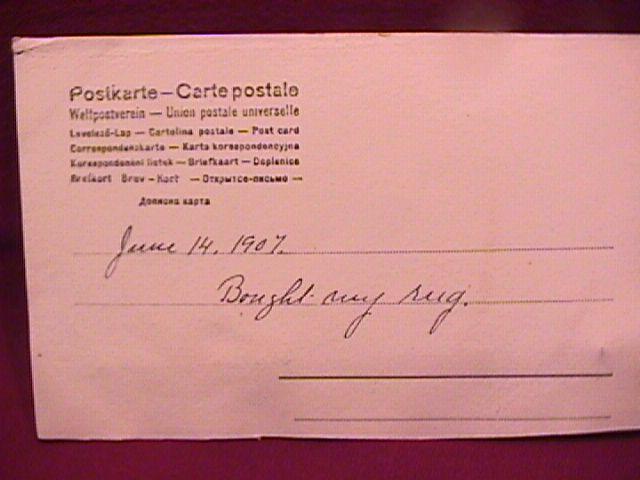 Postkarte – Carte postale
Weltpostverein — Union postale universelle
Levelező-Lap — Cartolina postale — Post card
Correspondenzkarte — Karta korespondencyjna
Korespondenční lístek — Briefkaart — Dopisnice
Brefkort Brev-Kort — Открытое-письмо —
Дописна карта
June 14, 1907.
Bought my rug.